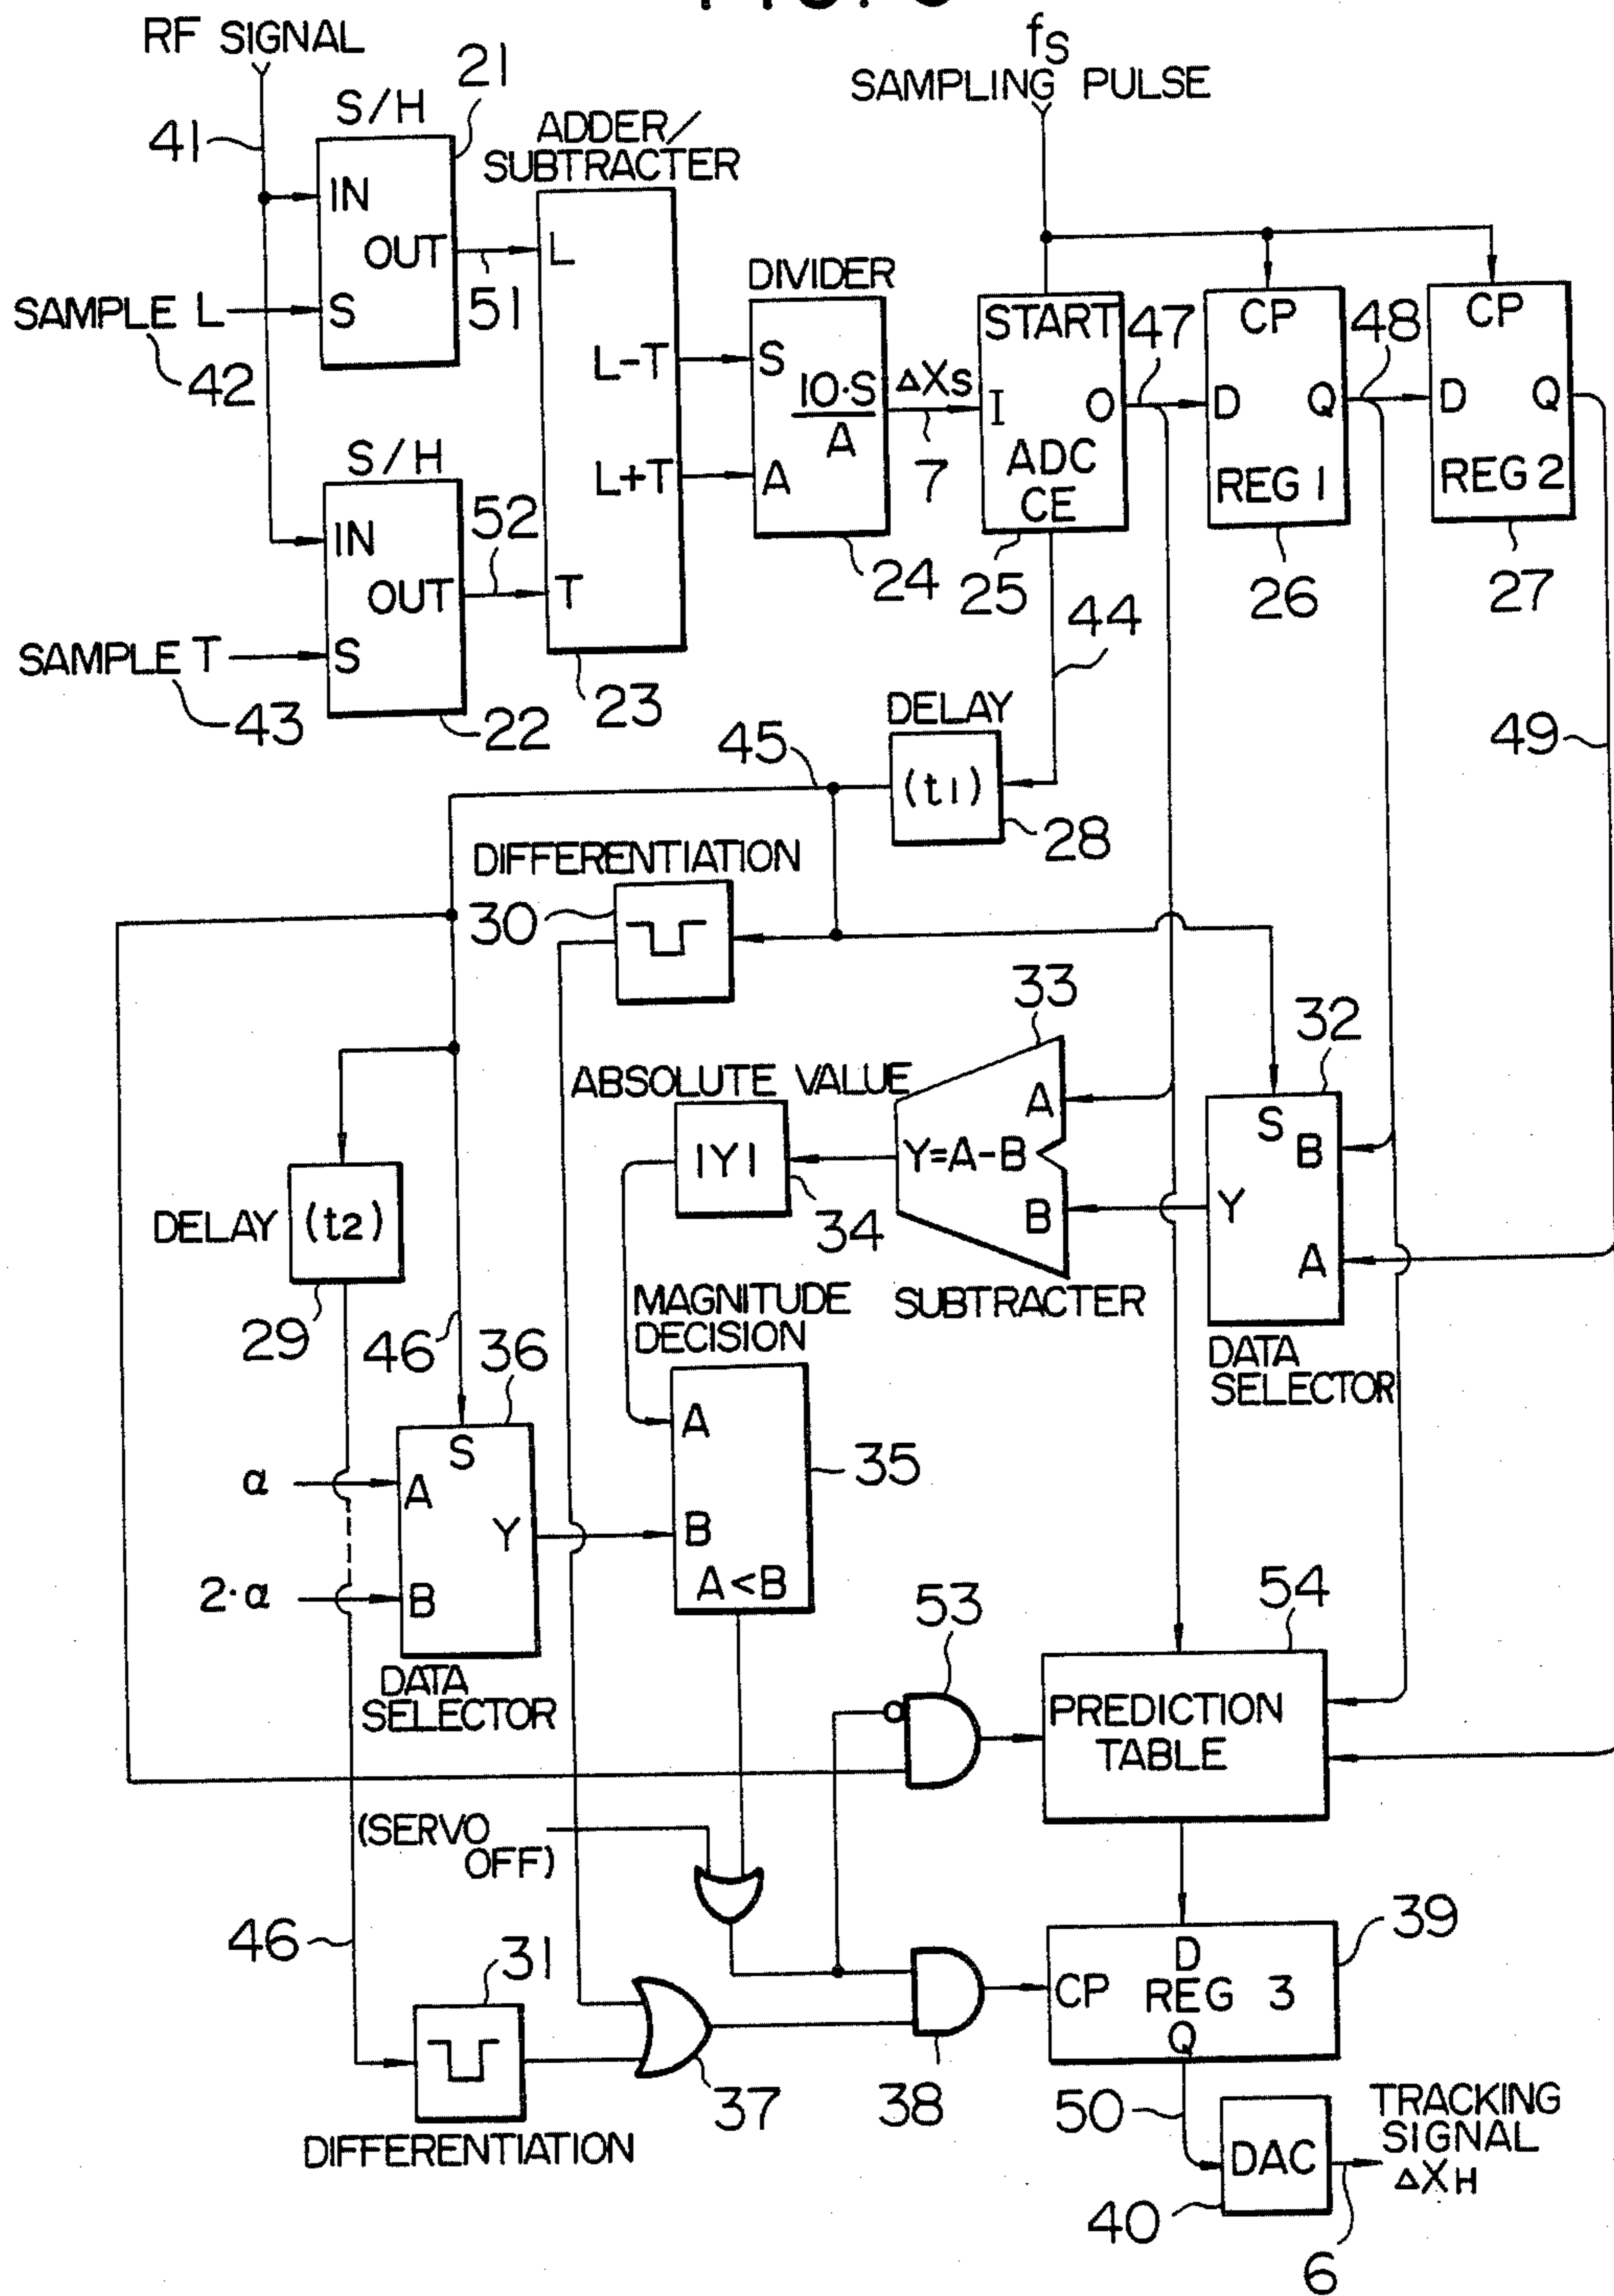 RF SIGNAL
fS
SAMPLING PULSE
21
S/H
41
ADDER/
SUBTRACTER
IN
OUT
L
51
SAMPLE L
S
42
DIVIDER
START
47
CP
48
CP
L-T
S
10·S
A
ΔXS
I
O
D
Q
D
Q
L+T
A
7
ADC
CE
REG 1
REG 2
S/H
52
IN
OUT
T
24
25
26
27
44
SAMPLE T
S
43
22
23
DELAY
45
(t1)
28
49
DIFFERENTIATION
30
33
32
ABSOLUTE VALUE
A
S
B
|Y|
Y=A-B
DELAY
(t2)
34
B
Y
A
29
MAGNITUDE
DECISION
SUBTRACTER
46
36
DATA
SELECTOR
S
A
35
α
A
Y
B
2·α
B
A<B
53
54
DATA
SELECTOR
PREDICTION
TABLE
(SERVO
OFF)
39
46
31
D
CP
REG 3
Q
37
38
50
TRACKING
SIGNAL
ΔXH
DIFFERENTIATION
DAC
40
6